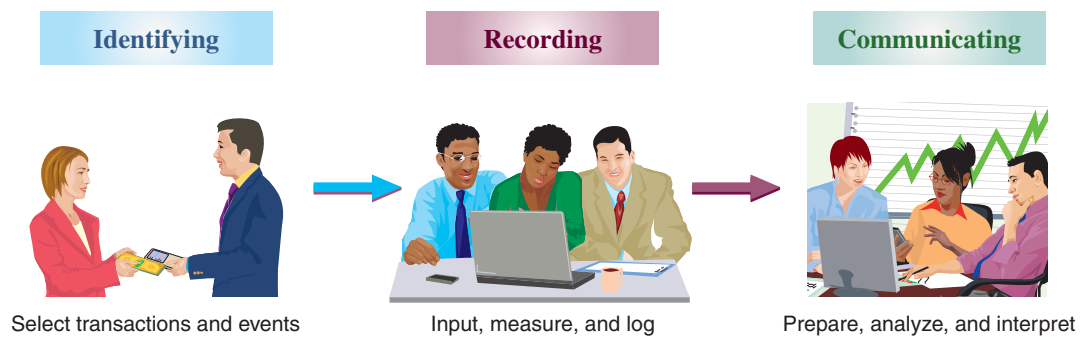 Identifying
Recording
Communicating
Select transactions and events
Input, measure, and log
Prepare, analyze, and interpret